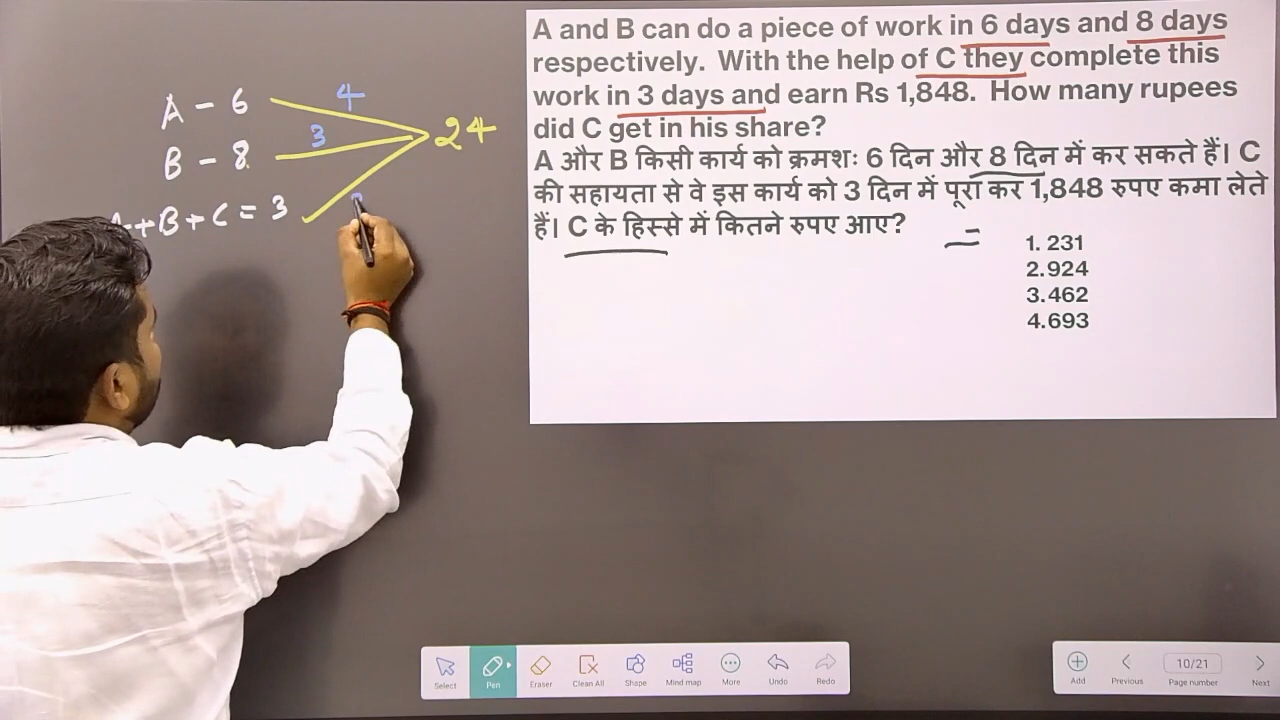 A - 6
4
B - 8
3
24
+B+C = 3
A and B can do a piece of work in 6 days and 8 days
respectively. With the help of C they complete this
work in 3 days and earn Rs 1,848. How many rupees
did C get in his share?
A और B किसी कार्य को क्रमशः 6 दिन और 8 दिन में कर सकते हैं। C
की सहायता से वे इस कार्य को 3 दिन में पूरा कर 1,848 रुपए कमा लेते
हैं। C के हिस्से में कितने रुपए आए?
=
1. 231
2.924
3.462
4.693
Select
Pen
Eraser
Clean All
Shape
Mind map
More
Undo
Redo
Add
Previous
10/21
Page number
Next